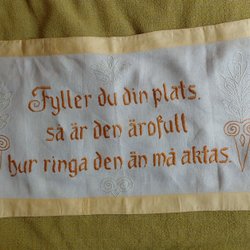 Fyller du din plats.
så är den ärofull
hur ringa den än må aktas.